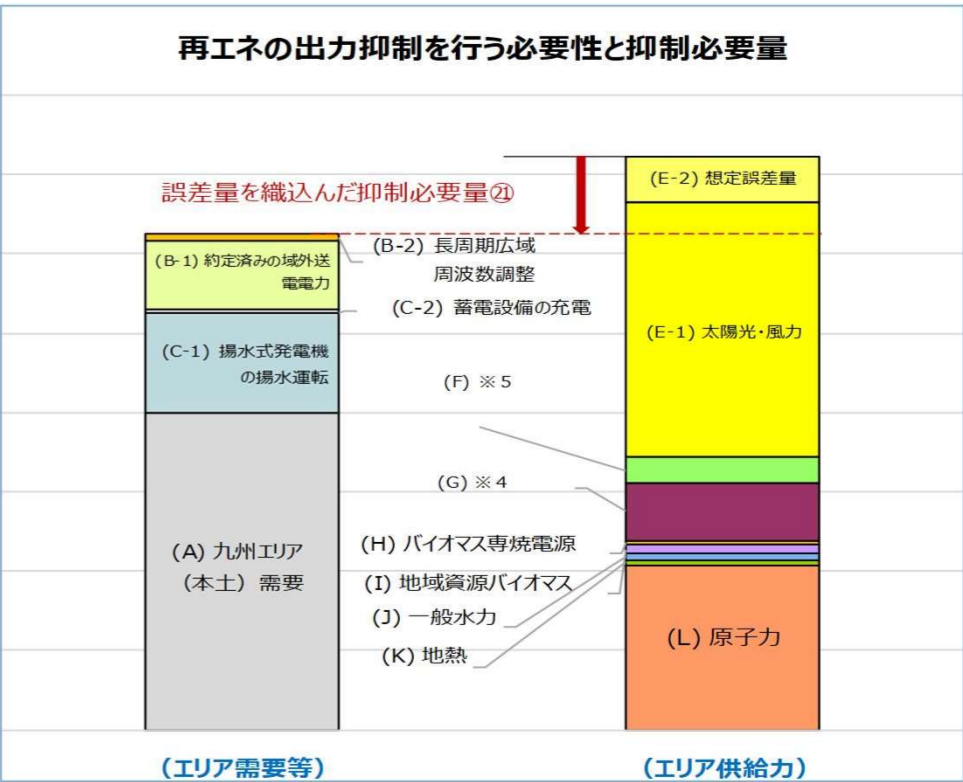 再エネの出力抑制を行う必要性と抑制必要量
誤差量を織込んだ抑制必要量㉑
(B-2) 長周期広域
周波数調整
(B-1) 約定済みの域外送
電電力
(C-2) 蓄電設備の充電
(C-1) 揚水式発電機
の揚水運転
(A) 九州エリア
（本土）需要
(エリア需要等)
(E-2) 想定誤差量
(E-1) 太陽光・風力
(F) ※5
(G) ※4
(H) バイオマス専焼電源
(I) 地域資源バイオマス
(J) 一般水力
(K) 地熱
(L) 原子力
(エリア供給力)